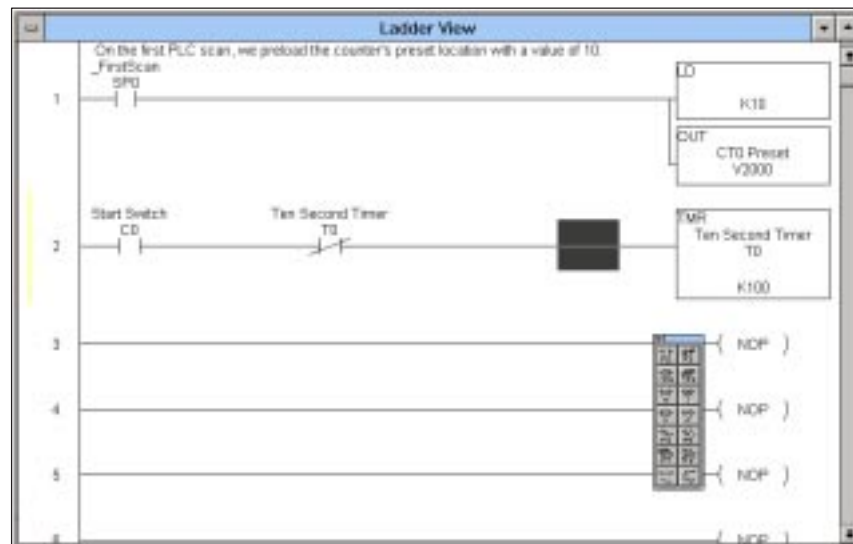 Ladder View
On the first PLC scan, we preload the counter's preset location with a value of 10.
_FirstScan
SP0
1
LD
K10
OUT
CT0 Preset
V2000
Start Switch
C0
Ten Second Timer
T0
2
TMR
Ten Second Timer
T0
K100
3
NOP
4
NOP
5
NOP
6
NOP